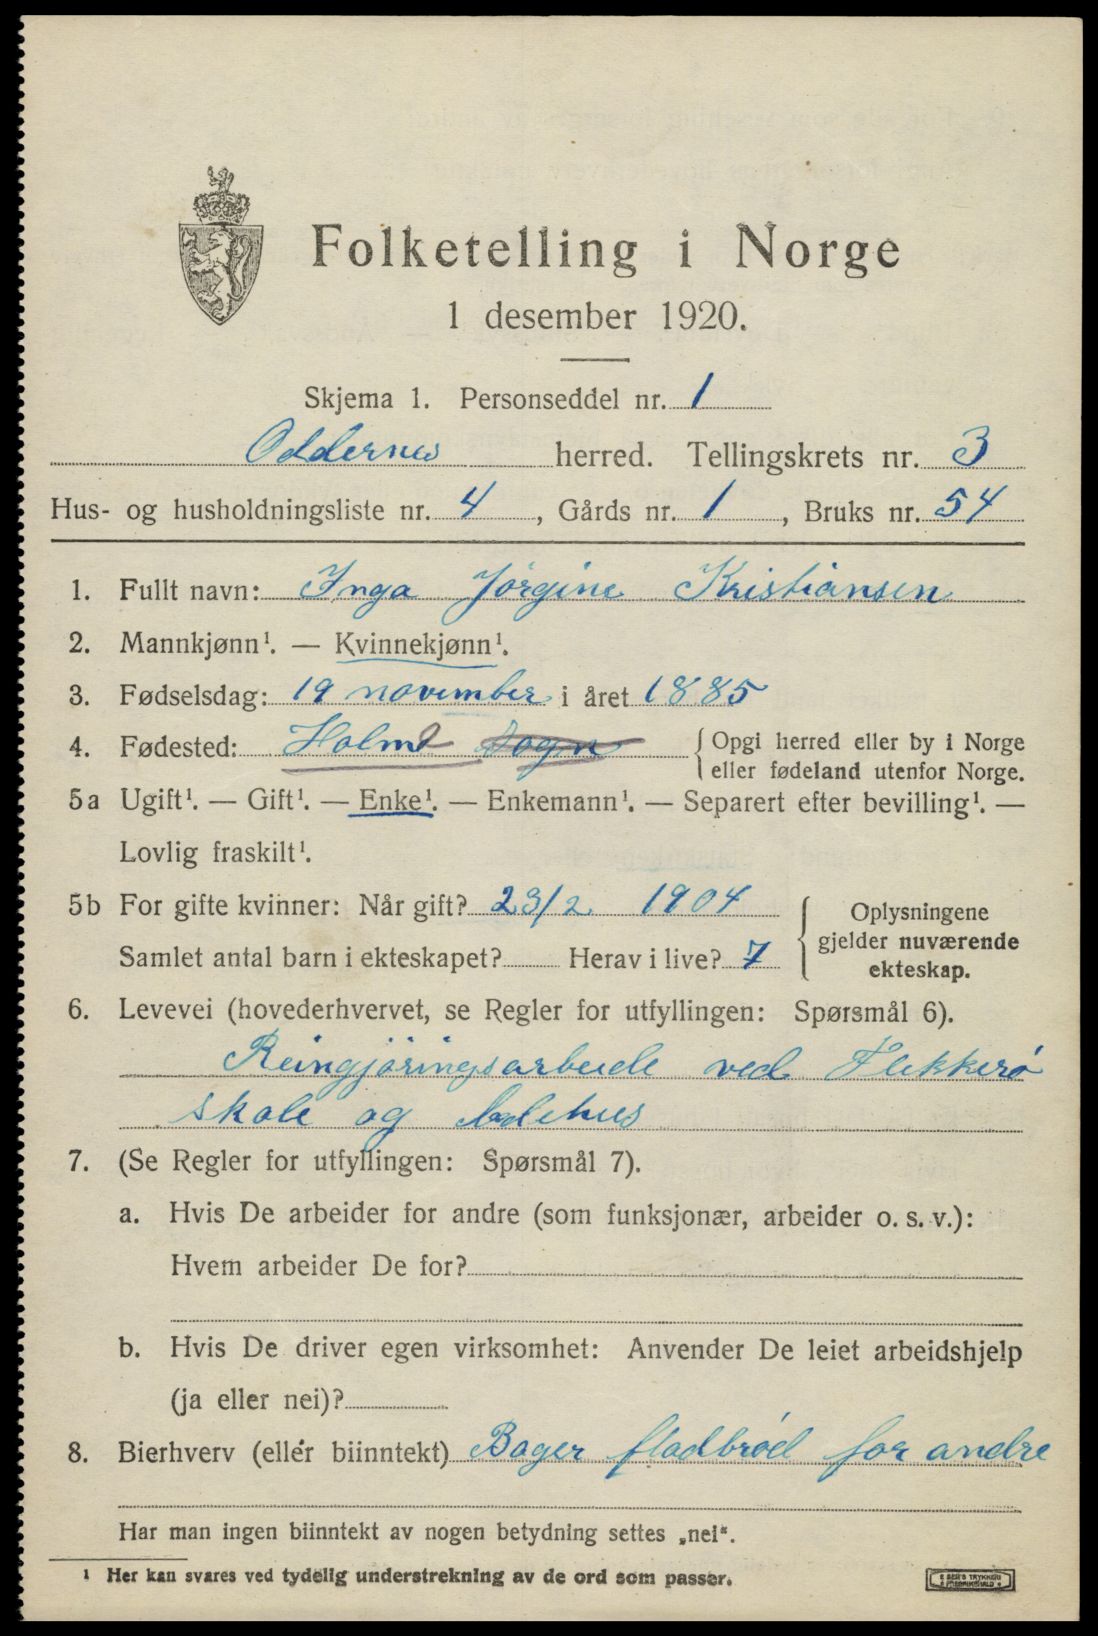 Folketelling i Norge
1 desember 1920.
Skjema 1. Personseddel nr. 1
Oddernes herred. Tellingskrets nr. 3
Hus- og husholdningsliste nr. 4, Gårds nr. 1, Bruks nr. 54
1. Fullt navn: Inga Jörgine Kristiansen
2. Mannkjønn¹. — Kvinnekjønn¹.
3. Fødselsdag: 19 november i året 1885
4. Fødested: Holme Sogn {Opgi herred eller by i Norge
eller fødeland utenfor Norge.
5a Ugift¹. — Gift¹. — Enke¹. — Enkemann¹. — Separert efter bevilling¹. —
Lovlig fraskilt¹.
5b For gifte kvinner: Når gift? 23/2 1904
Samlet antal barn i ekteskapet? Herav i live? 7
{Oplysningene
gjelder nuværende
ekteskap.
6. Levevei (hovederhvervet, se Regler for utfyllingen: Spørsmål 6).
Reingjöringsarbeide ved Flekkerö
skole og bedehus
7. (Se Regler for utfyllingen: Spørsmål 7).
a. Hvis De arbeider for andre (som funksjonær, arbeider o. s. v.):
Hvem arbeider De for?
b. Hvis De driver egen virksomhet: Anvender De leiet arbeidshjelp
(ja eller nei)?
8. Bierhverv (eller biinntekt) Bager fladbröd for andre
Har man ingen biinntekt av nogen betydning settes „nei“.
¹ Her kan svares ved tydelig understrekning av de ord som passer.